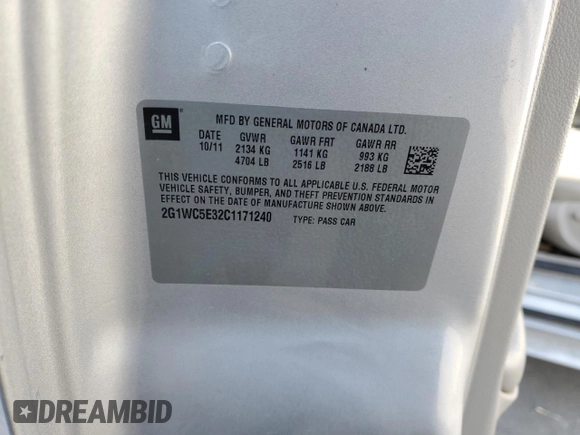 GM
MFD BY GENERAL MOTORS OF CANADA LTD.
DATE GVWR GAWR FRT GAWR RR
10/11 2134 KG 1141 KG 993 KG
4704 LB 2516 LB 2188 LB
THIS VEHICLE CONFORMS TO ALL APPLICABLE U.S. FEDERAL MOTOR
VEHICLE SAFETY, BUMPER, AND THEFT PREVENTION STANDARDS IN
EFFECT ON THE DATE OF MANUFACTURE SHOWN ABOVE.
2G1WC5E32C1171240 TYPE: PASS CAR
DREAMBID